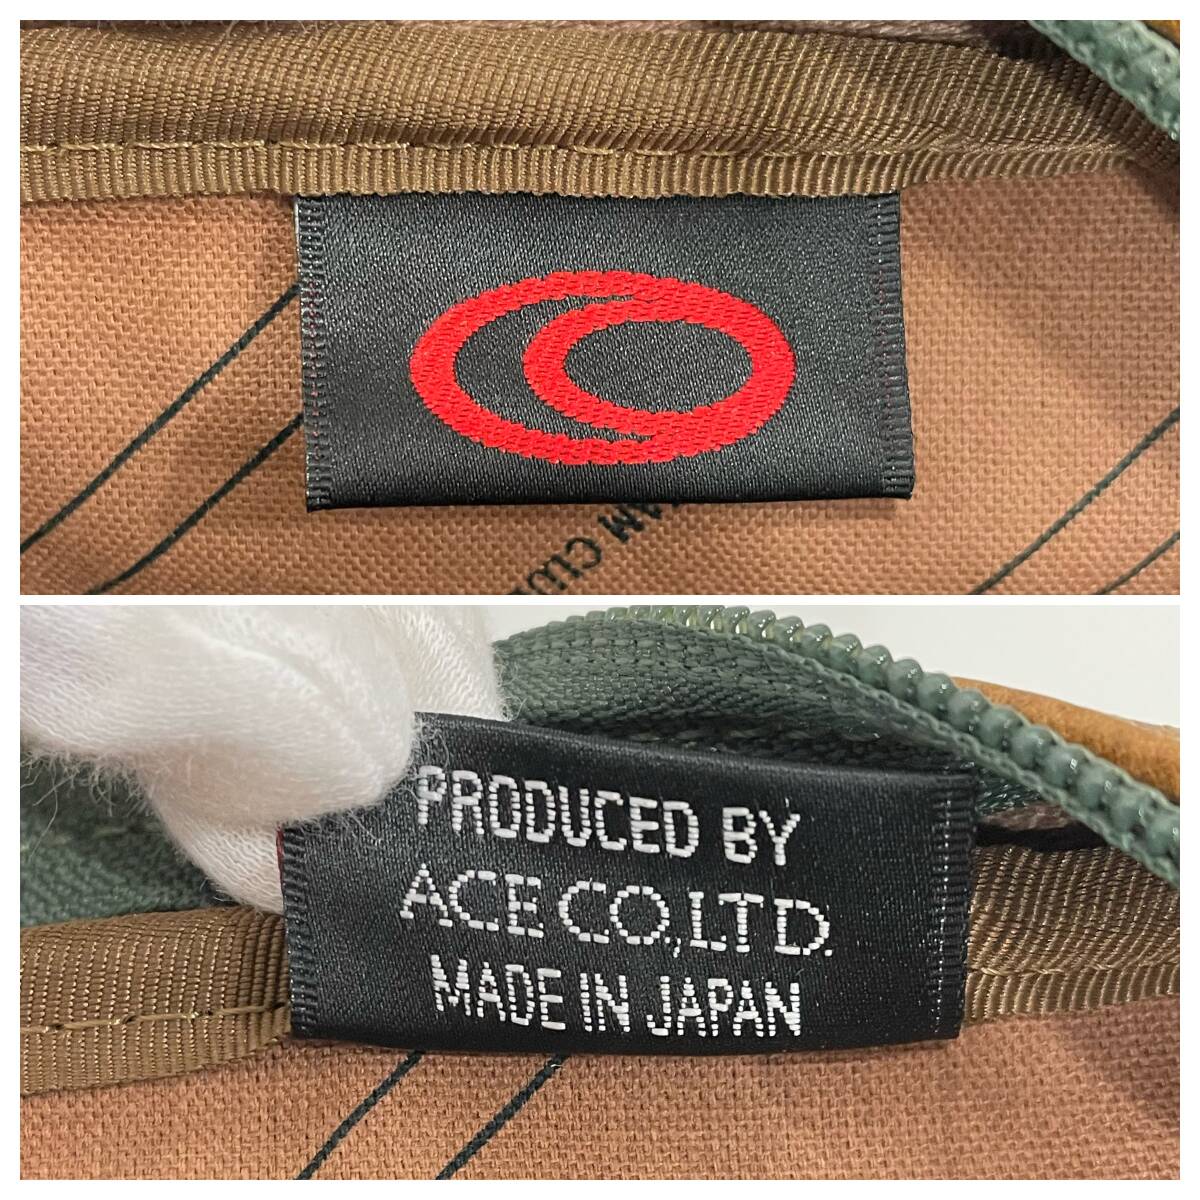 PRODUCED BY
ACE CO.,LTD.
MADE IN JAPAN